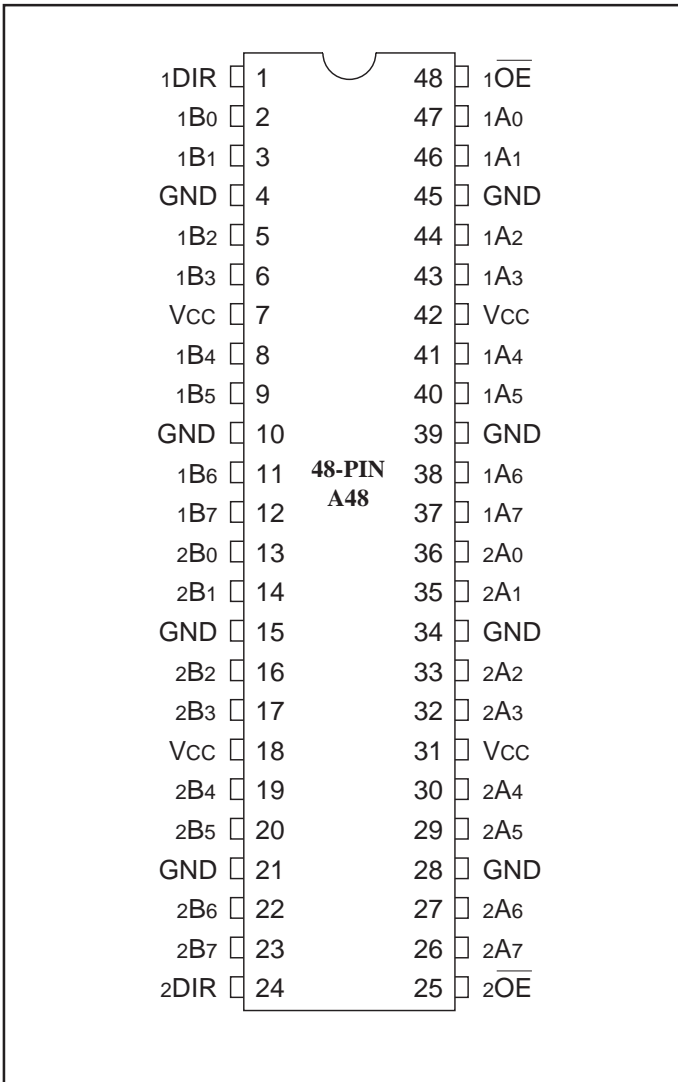 1DIR 1 48 1OE
1B0 2 47 1A0
1B1 3 46 1A1
GND 4 45 GND
1B2 5 44 1A2
1B3 6 43 1A3
VCC 7 42 VCC
1B4 8 41 1A4
1B5 9 40 1A5
GND 10 39 GND
1B6 11 48-PIN 38 1A6
1B7 12 A48 37 1A7
2B0 13 36 2A0
2B1 14 35 2A1
GND 15 34 GND
2B2 16 33 2A2
2B3 17 32 2A3
VCC 18 31 VCC
2B4 19 30 2A4
2B5 20 29 2A5
GND 21 28 GND
2B6 22 27 2A6
2B7 23 26 2A7
2DIR 24 25 2OE